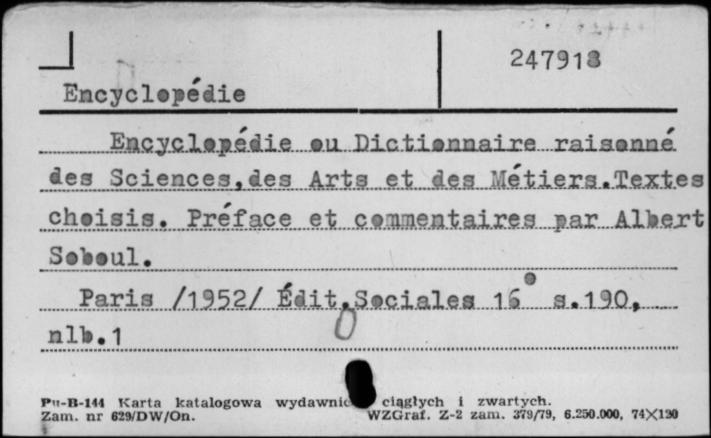 247918
Encyclopédie
Encyclopédie ou Dictionnaire raisonné
des Sciences,des Arts et des Métiers.Textes
choisis. Préface et commentaires par Albert
Soboul.
Paris /1952/ Édit.Sociales 16° s.190,
nlb.1
Pu-B-144 Karta katalogowa wydawnic ciągłych i zwartych.
Zam. nr 629/DW/On. WZGraf. Z-2 zam. 379/79, 6.250.000, 74×120